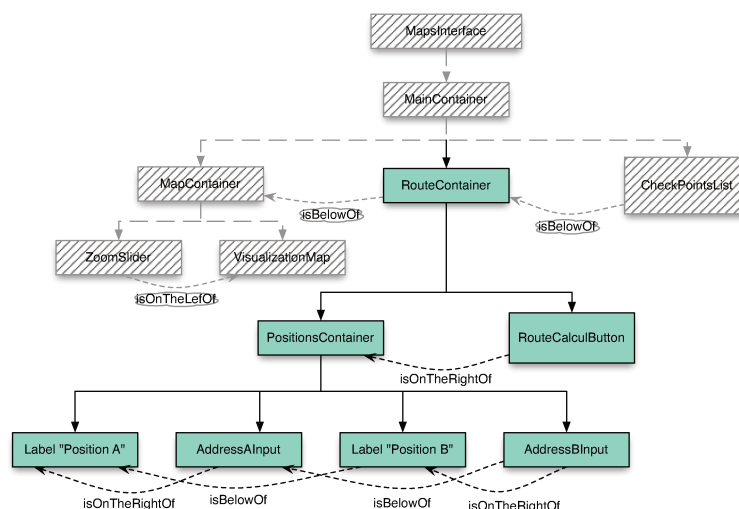 MapsInterface
MainContainer
MapContainer
RouteContainer
CheckPointsList
isBelowOf
isBelowOf
ZoomSlider
VisualizationMap
isOnTheLefOf
PositionsContainer
RouteCalculButton
isOnTheRightOf
Label "Position A"
AddressAInput
Label "Position B"
AddressBInput
isOnTheRightOf
isBelowOf
isBelowOf
isOnTheRightOf